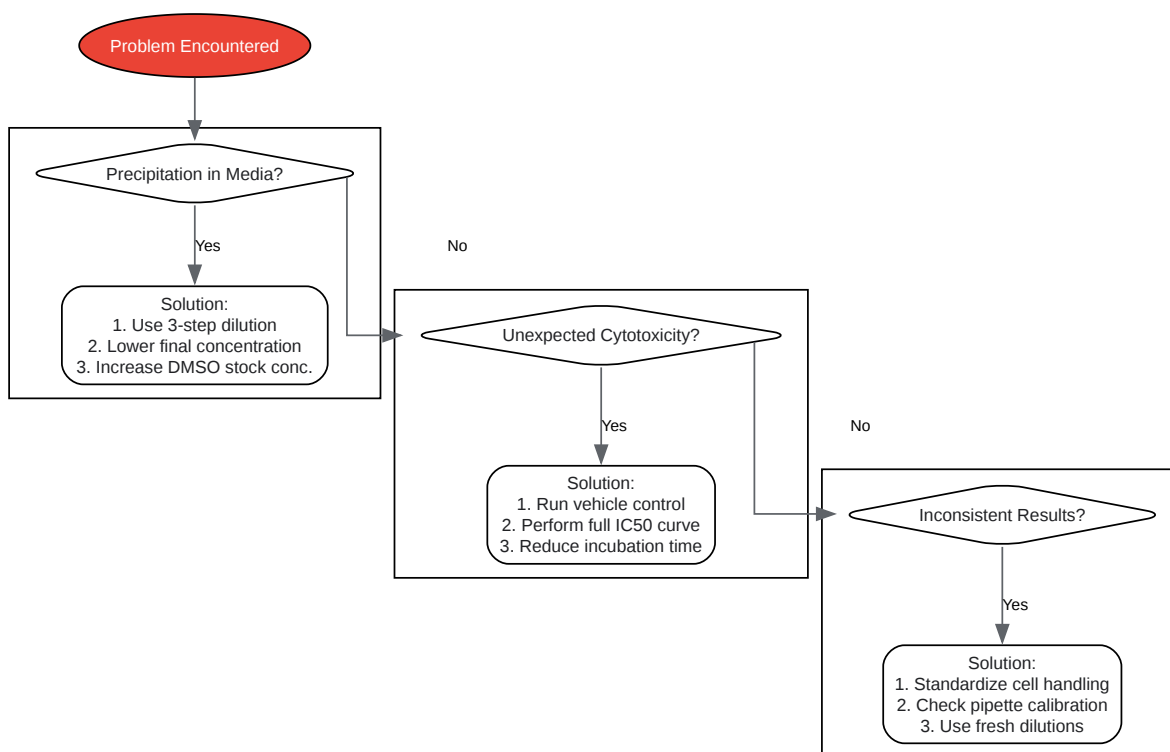 Problem Encountered
Precipitation in Media?
Yes
No
Solution:
1. Use 3-step dilution
2. Lower final concentration
3. Increase DMSO stock conc.
Unexpected Cytotoxicity?
Yes
No
Solution:
1. Run vehicle control
2. Perform full IC50 curve
3. Reduce incubation time
Inconsistent Results?
Yes
Solution:
1. Standardize cell handling
2. Check pipette calibration
3. Use fresh dilutions